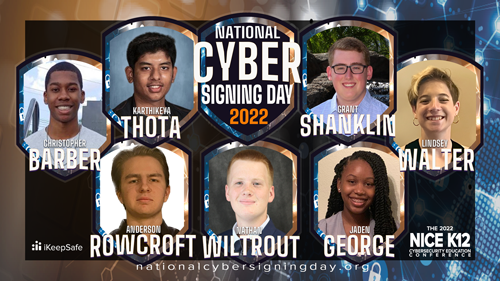 NATIONAL
CYBER
SIGNING DAY
2022
CHRISTOPHER
BARBER
KARTHIKEYA
THOTA
GRANT
SHANKLIN
LINDSEY
WALTER
ANDERSON
ROWCROFT
NATHAN
WILTROUT
JADEN
GEORGE
iKeepSafe
THE 2022
NICE K12
CYBERSECURITY EDUCATION
CONFERENCE
nationalcybersigningday.org